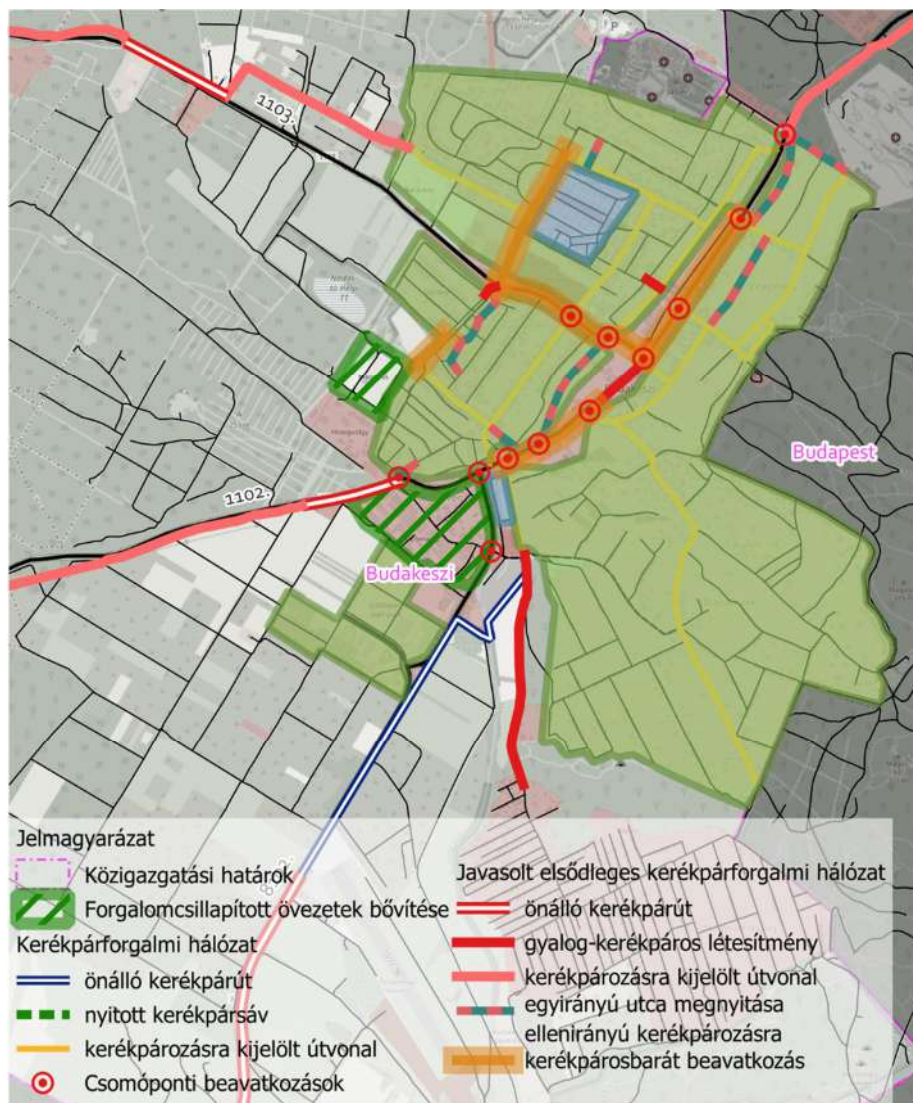 1103.
1102.
Budapest
Budakeszi
Jelmagyarázat
Közigazgatási határok
Forgalomcsillapított övezetek bővítése
Kerékpárforgalmi hálózat
önálló kerékpárút
nyitott kerékpársáv
kerékpározásra kijelölt útvonal
Csomóponti beavatkozások
Javasolt elsődleges kerékpárforgalmi hálózat
önálló kerékpárút
gyalog-kerékpáros létesítmény
kerékpározásra kijelölt útvonal
egyirányú utca megnyitása
ellenirányú kerékpározásra
kerékpárosbarát beavatkozás